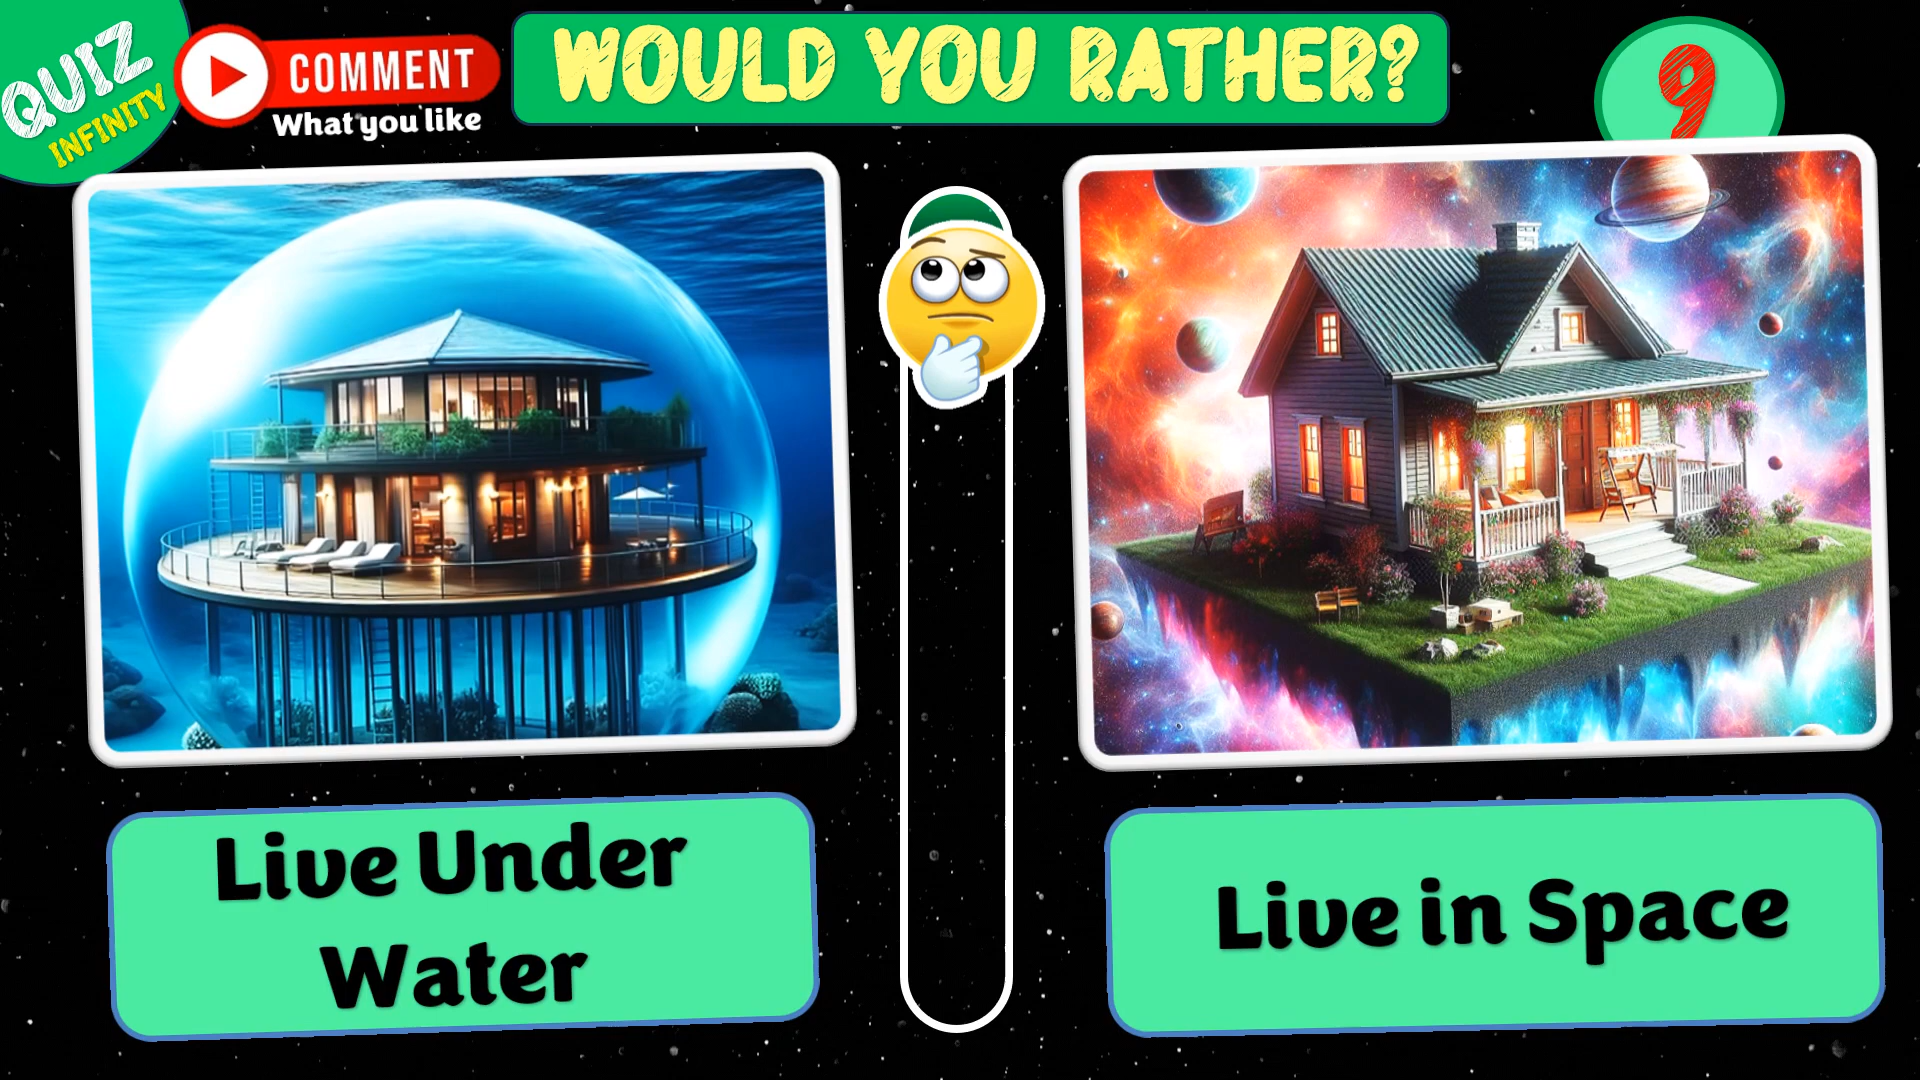 QUIZ
INFINITY
COMMENT
What you like
WOULD YOU RATHER?
9
Live Under
Water
Live in Space